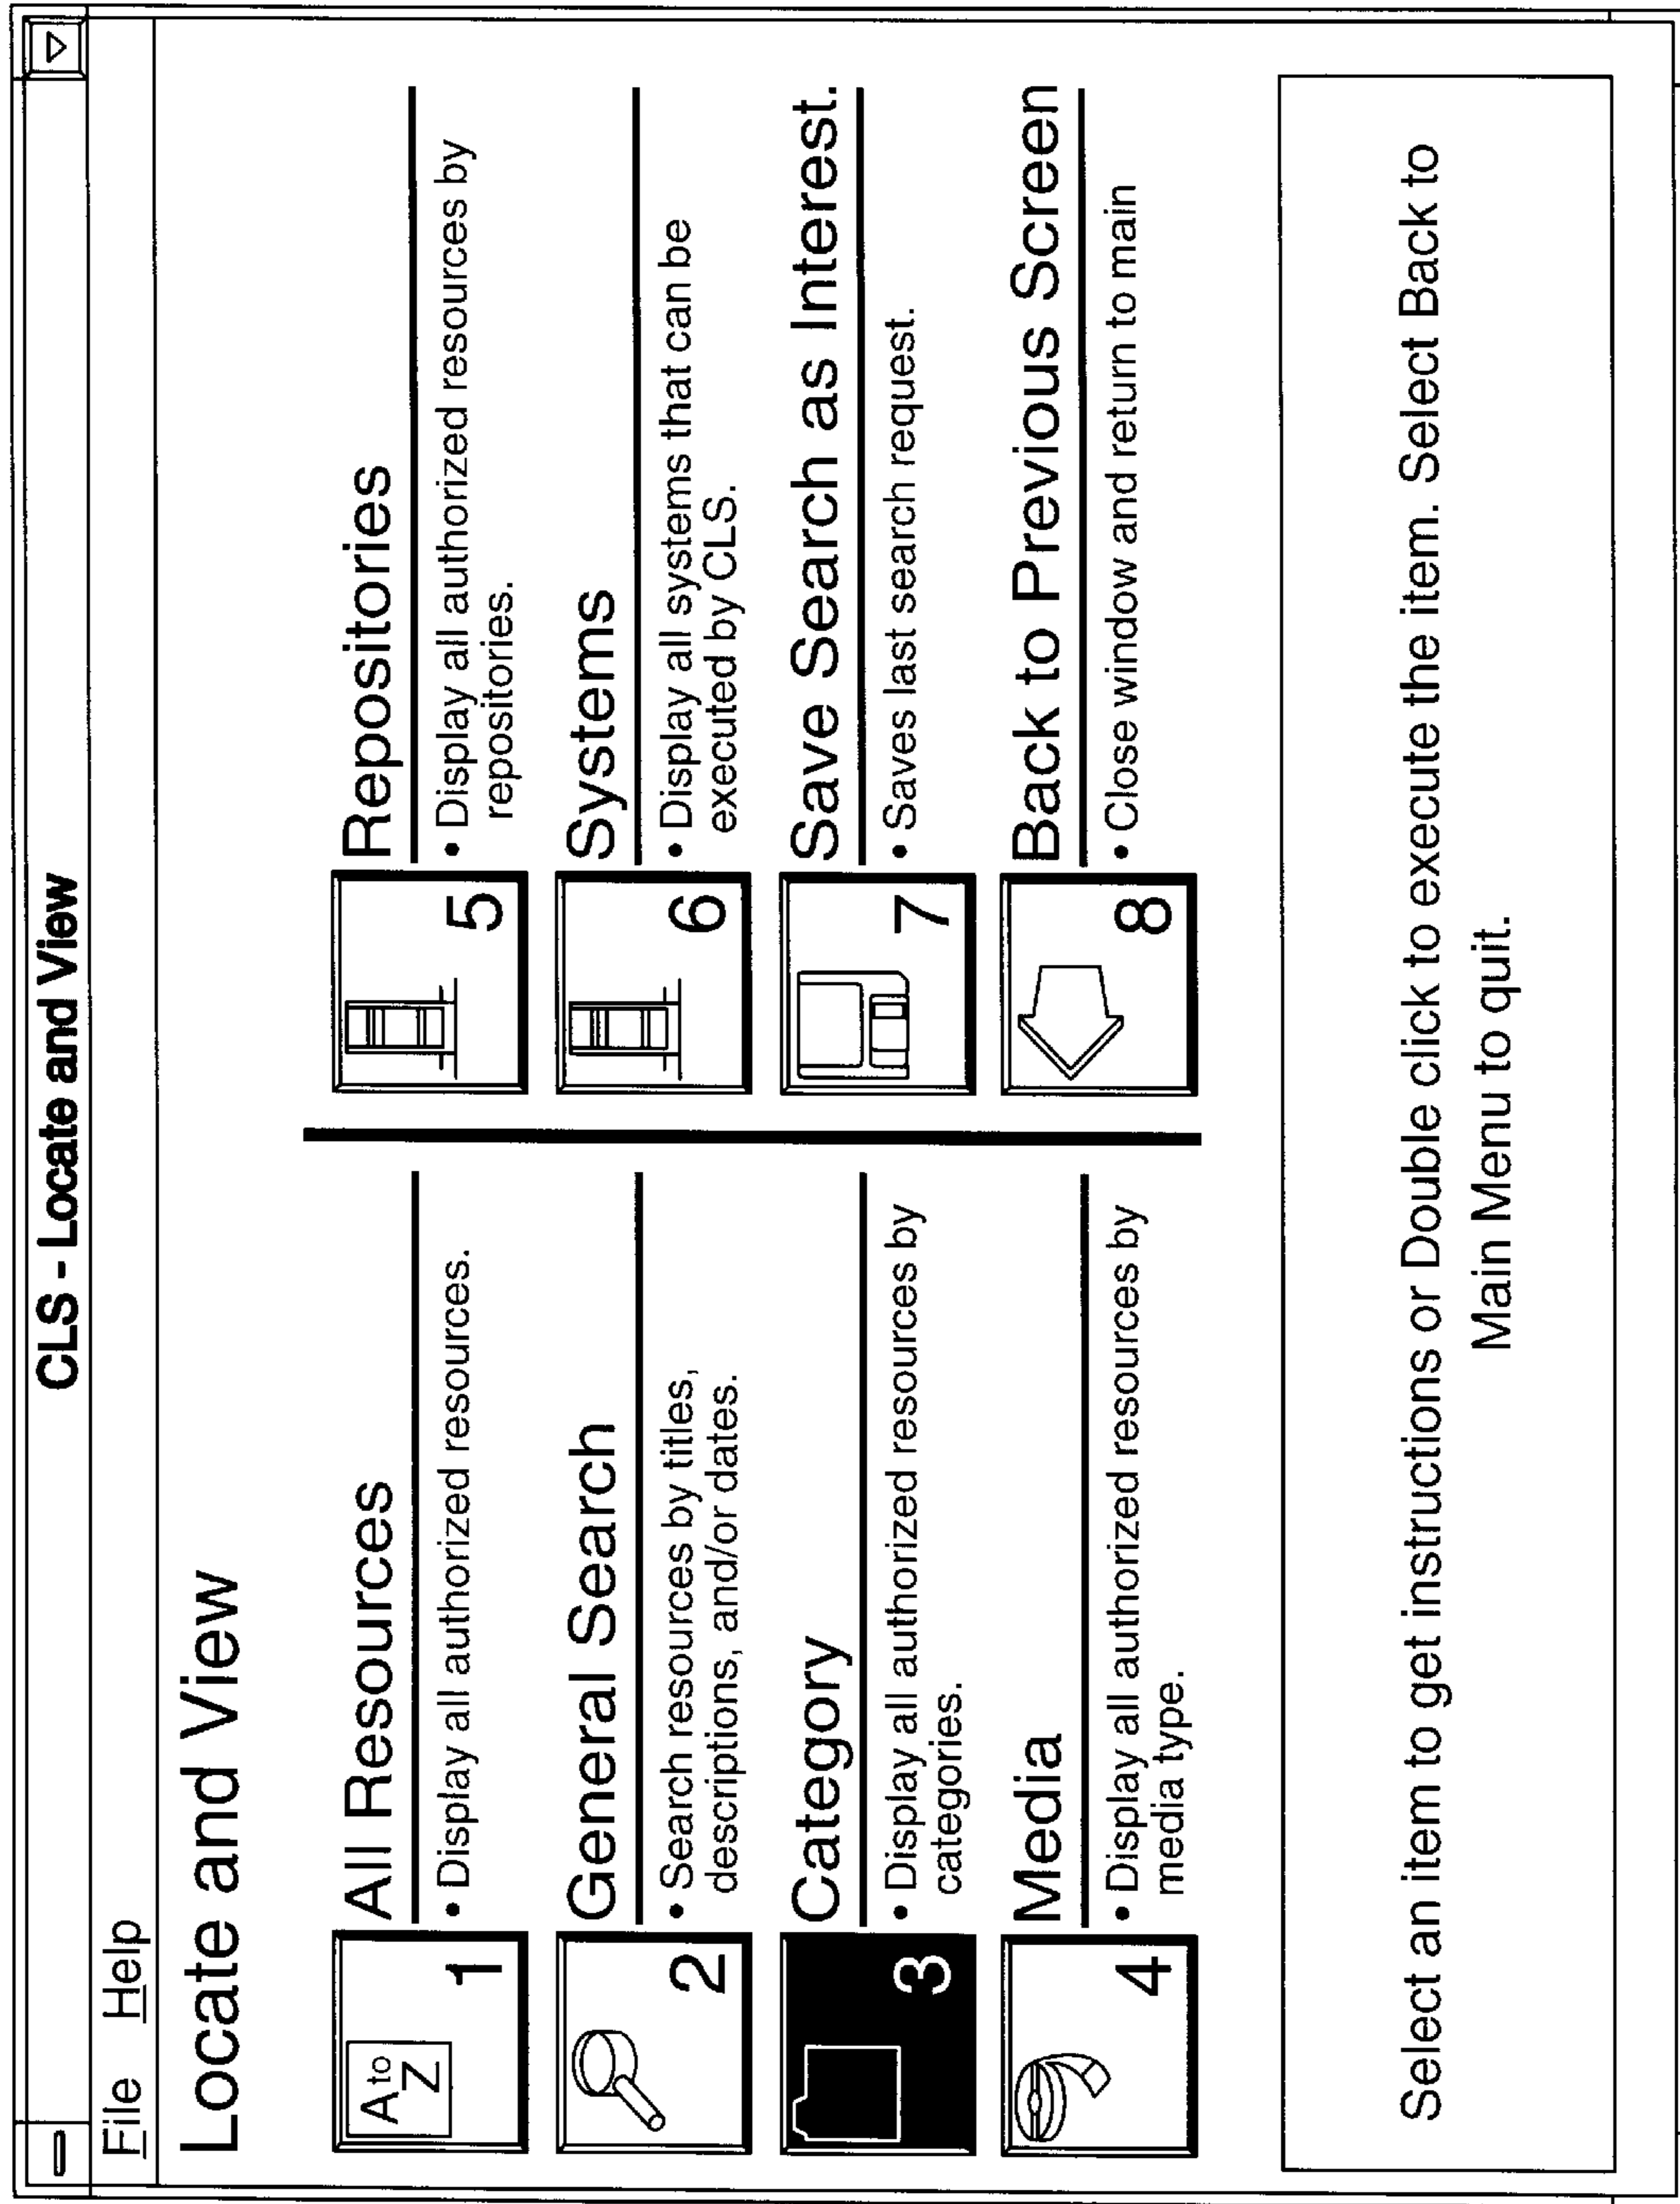 CLS - Locate and View
File Help
Locate and View
A to
Z
1
All Resources
• Display all authorized resources.
2
General Search
• Search resources by titles,
descriptions, and/or dates.
3
Category
• Display all authorized resources by
categories.
4
Media
• Display all authorized resources by
media type.
5
Repositories
• Display all authorized resources by
repositories.
6
Systems
• Display all systems that can be
executed by CLS.
7
Save Search as Interest.
• Saves last search request.
8
Back to Previous Screen
• Close window and return to main
Select an item to get instructions or Double click to execute the item. Select Back to
Main Menu to quit.